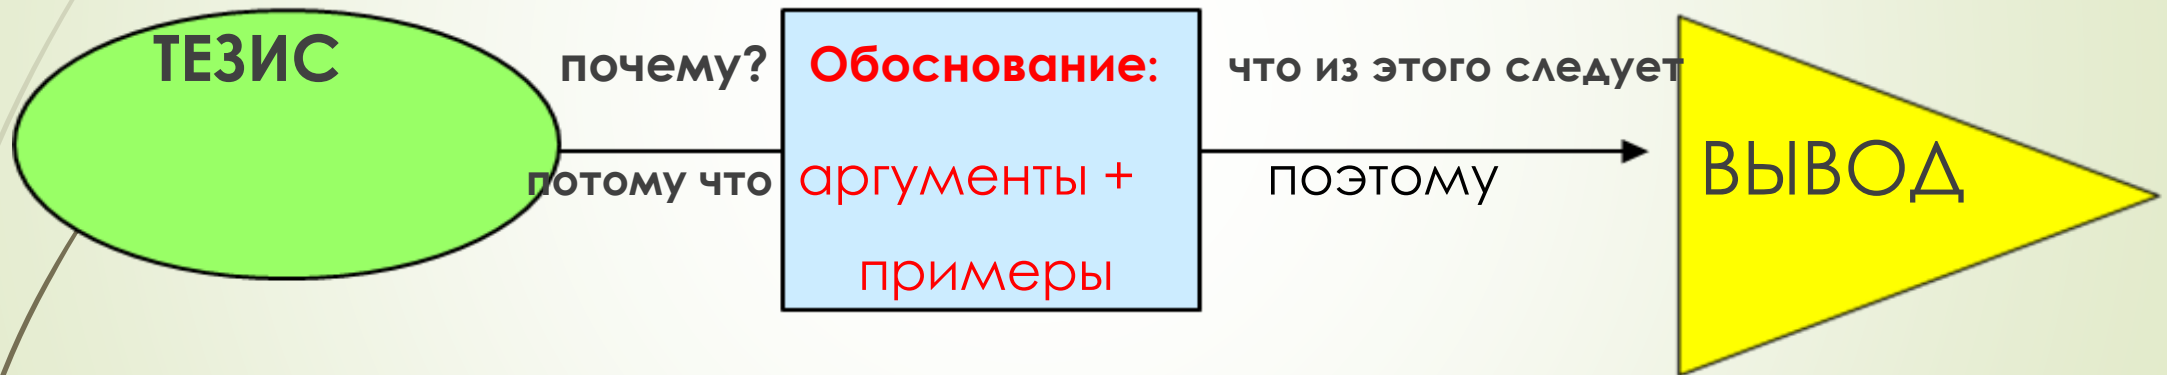 ТЕЗИС
почему?
потому что
Обоснование:
аргументы +
примеры
что из этого следует
поэтому
ВЫВОД